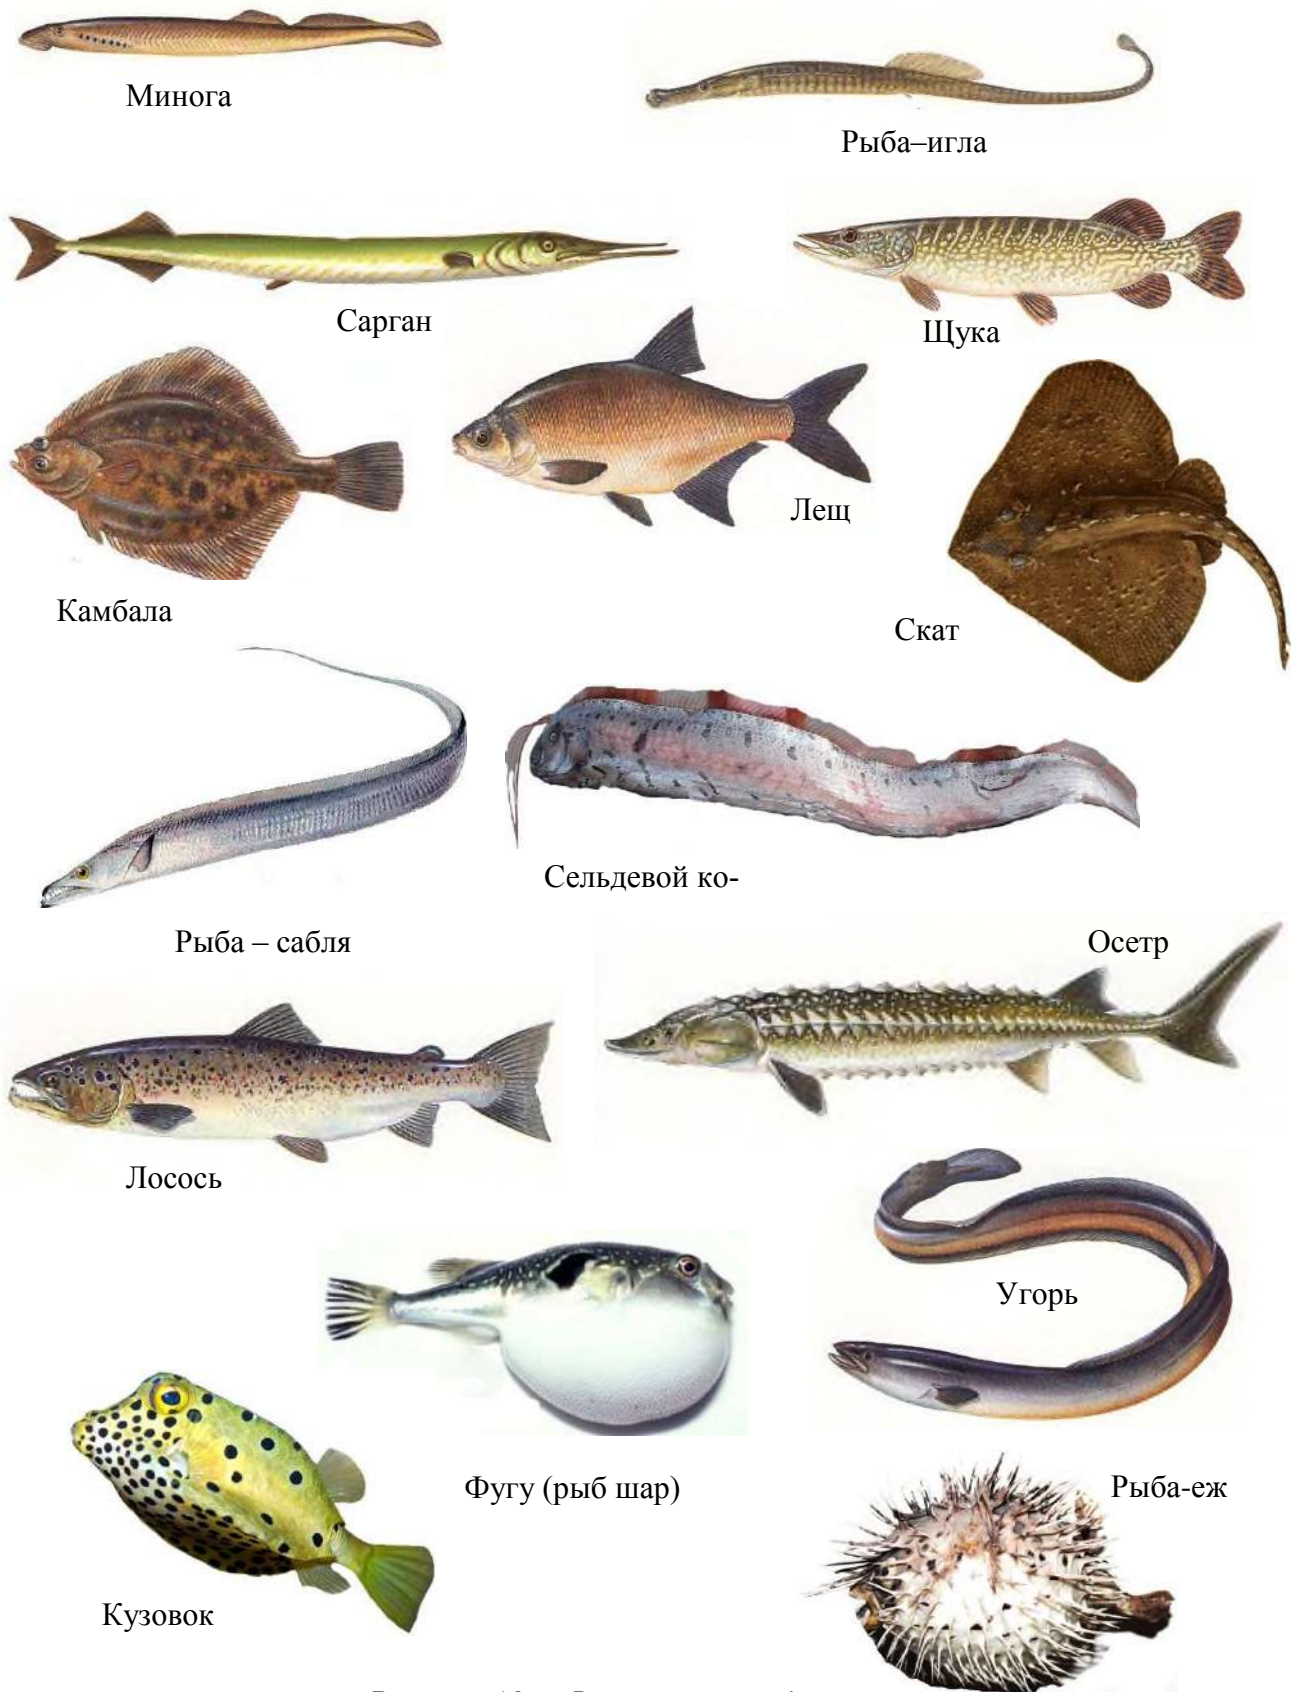 Минога
Рыба–игла
Сарган
Щука
Лещ
Камбала
Скат
Сельдевой ко-
Рыба – сабля
Осетр
Лосось
Угорь
Фугу (рыб шар)
Рыба-еж
Кузовок